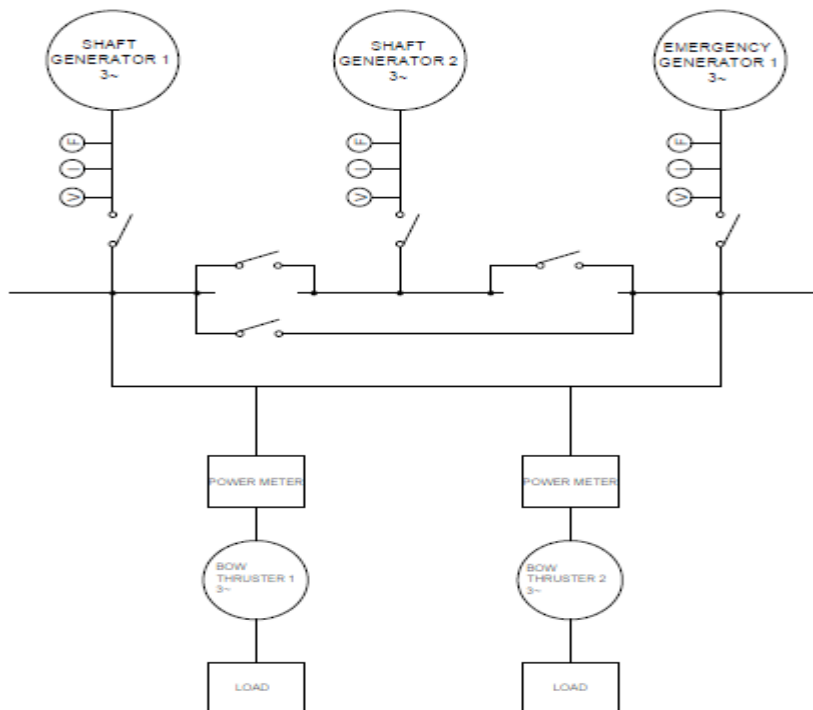 SHAFT
GENERATOR 1
3~
SHAFT
GENERATOR 2
3~
EMERGENCY
GENERATOR 1
3~
F
I
V
F
I
V
F
I
V
POWER METER
POWER METER
BOW
THRUSTER 1
3~
BOW
THRUSTER 2
3~
LOAD
LOAD